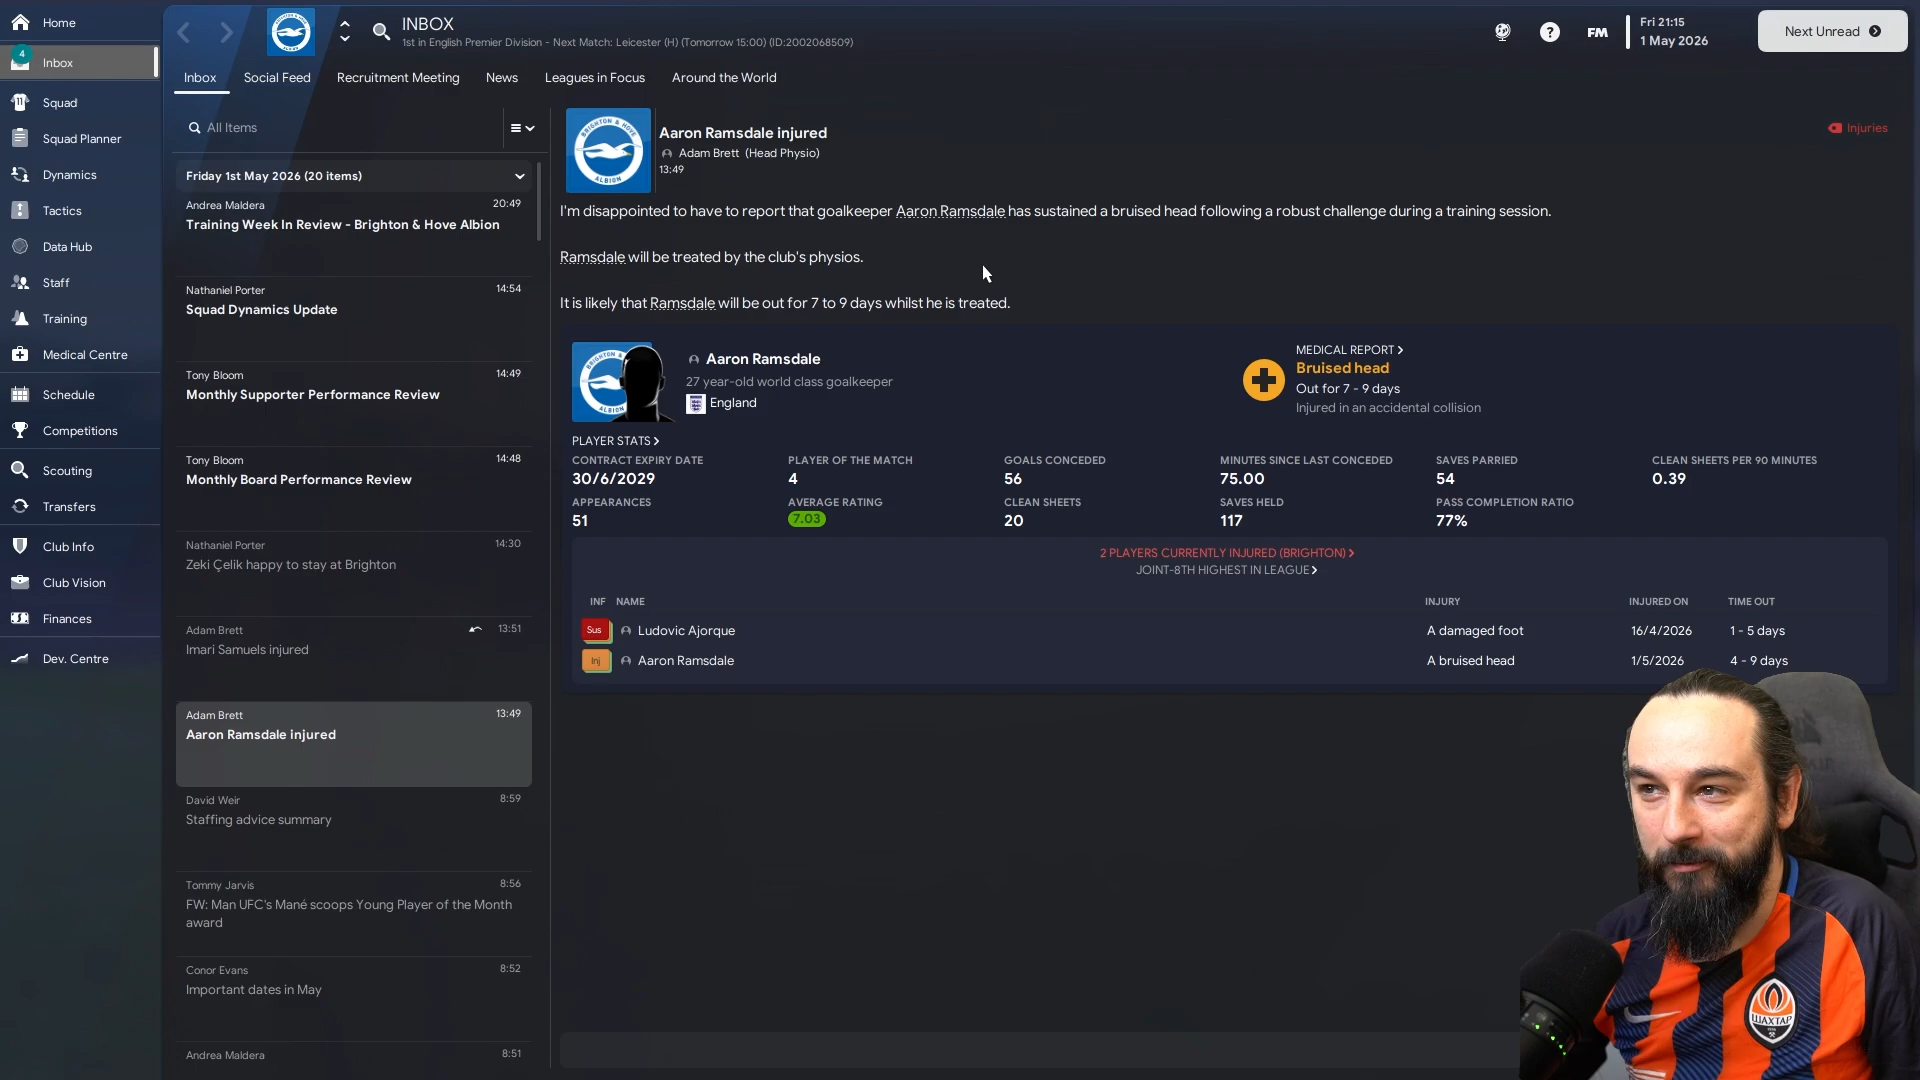 Home
4
Inbox
Squad
Squad Planner
Dynamics
Tactics
Data Hub
Staff
Training
Medical Centre
Schedule
Competitions
Scouting
Transfers
Club Info
Club Vision
Finances
Dev. Centre
INBOX
1st in English Premier Division - Next Match: Leicester (H) (Tomorrow 15:00) (ID:2002068509)
FM
Fri 21:15
1 May 2026
Next Unread
Inbox
Social Feed
Recruitment Meeting
News
Leagues in Focus
Around the World
All Items
Friday 1st May 2026 (20 items)
Andrea Maldera 20:49
Training Week In Review - Brighton & Hove Albion
Nathaniel Porter 14:54
Squad Dynamics Update
Tony Bloom 14:49
Monthly Supporter Performance Review
Tony Bloom 14:48
Monthly Board Performance Review
Nathaniel Porter 14:30
Zeki Çelik happy to stay at Brighton
Adam Brett 13:51
Imari Samuels injured
Adam Brett 13:49
Aaron Ramsdale injured
David Weir 8:59
Staffing advice summary
Tommy Jarvis 8:56
FW: Man UFC's Mané scoops Young Player of the Month
award
Conor Evans 8:52
Important dates in May
Andrea Maldera 8:51
BRIGHTON & HOVE
ALBION
Aaron Ramsdale injured
Adam Brett (Head Physio)
13:49
Injuries
I'm disappointed to have to report that goalkeeper Aaron Ramsdale has sustained a bruised head following a robust challenge during a training session.
Ramsdale will be treated by the club's physios.
It is likely that Ramsdale will be out for 7 to 9 days whilst he is treated.
Aaron Ramsdale
27 year-old world class goalkeeper
England
MEDICAL REPORT
Bruised head
Out for 7 - 9 days
Injured in an accidental collision
PLAYER STATS
CONTRACT EXPIRY DATE
30/6/2029
PLAYER OF THE MATCH
4
GOALS CONCEDED
56
MINUTES SINCE LAST CONCEDED
75.00
SAVES PARRIED
54
CLEAN SHEETS PER 90 MINUTES
0.39
APPEARANCES
51
AVERAGE RATING
7.03
CLEAN SHEETS
20
SAVES HELD
117
PASS COMPLETION RATIO
77%
2 PLAYERS CURRENTLY INJURED (BRIGHTON)
JOINT-8TH HIGHEST IN LEAGUE
INF NAME INJURY INJURED ON TIME OUT
Sus Ludovic Ajorque A damaged foot 16/4/2026 1 - 5 days
Inj Aaron Ramsdale A bruised head 1/5/2026 4 - 9 days
ШАХТАР